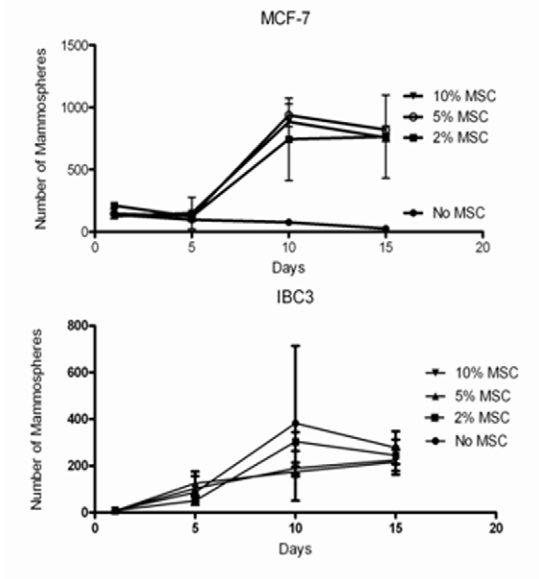 MCF-7
1500
1000
500
0
Number of Mammospheres
0 5 10 15 20
Days
10% MSC
5% MSC
2% MSC
No MSC
IBC3
800
600
400
200
0
Number of Mammospheres
0 5 10 15 20
Days
10% MSC
5% MSC
2% MSC
No MSC